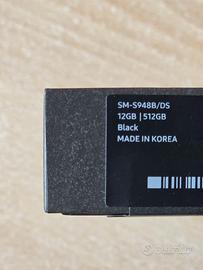 SM-S948B/DS
12GB | 512GB
Black
MADE IN KOREA